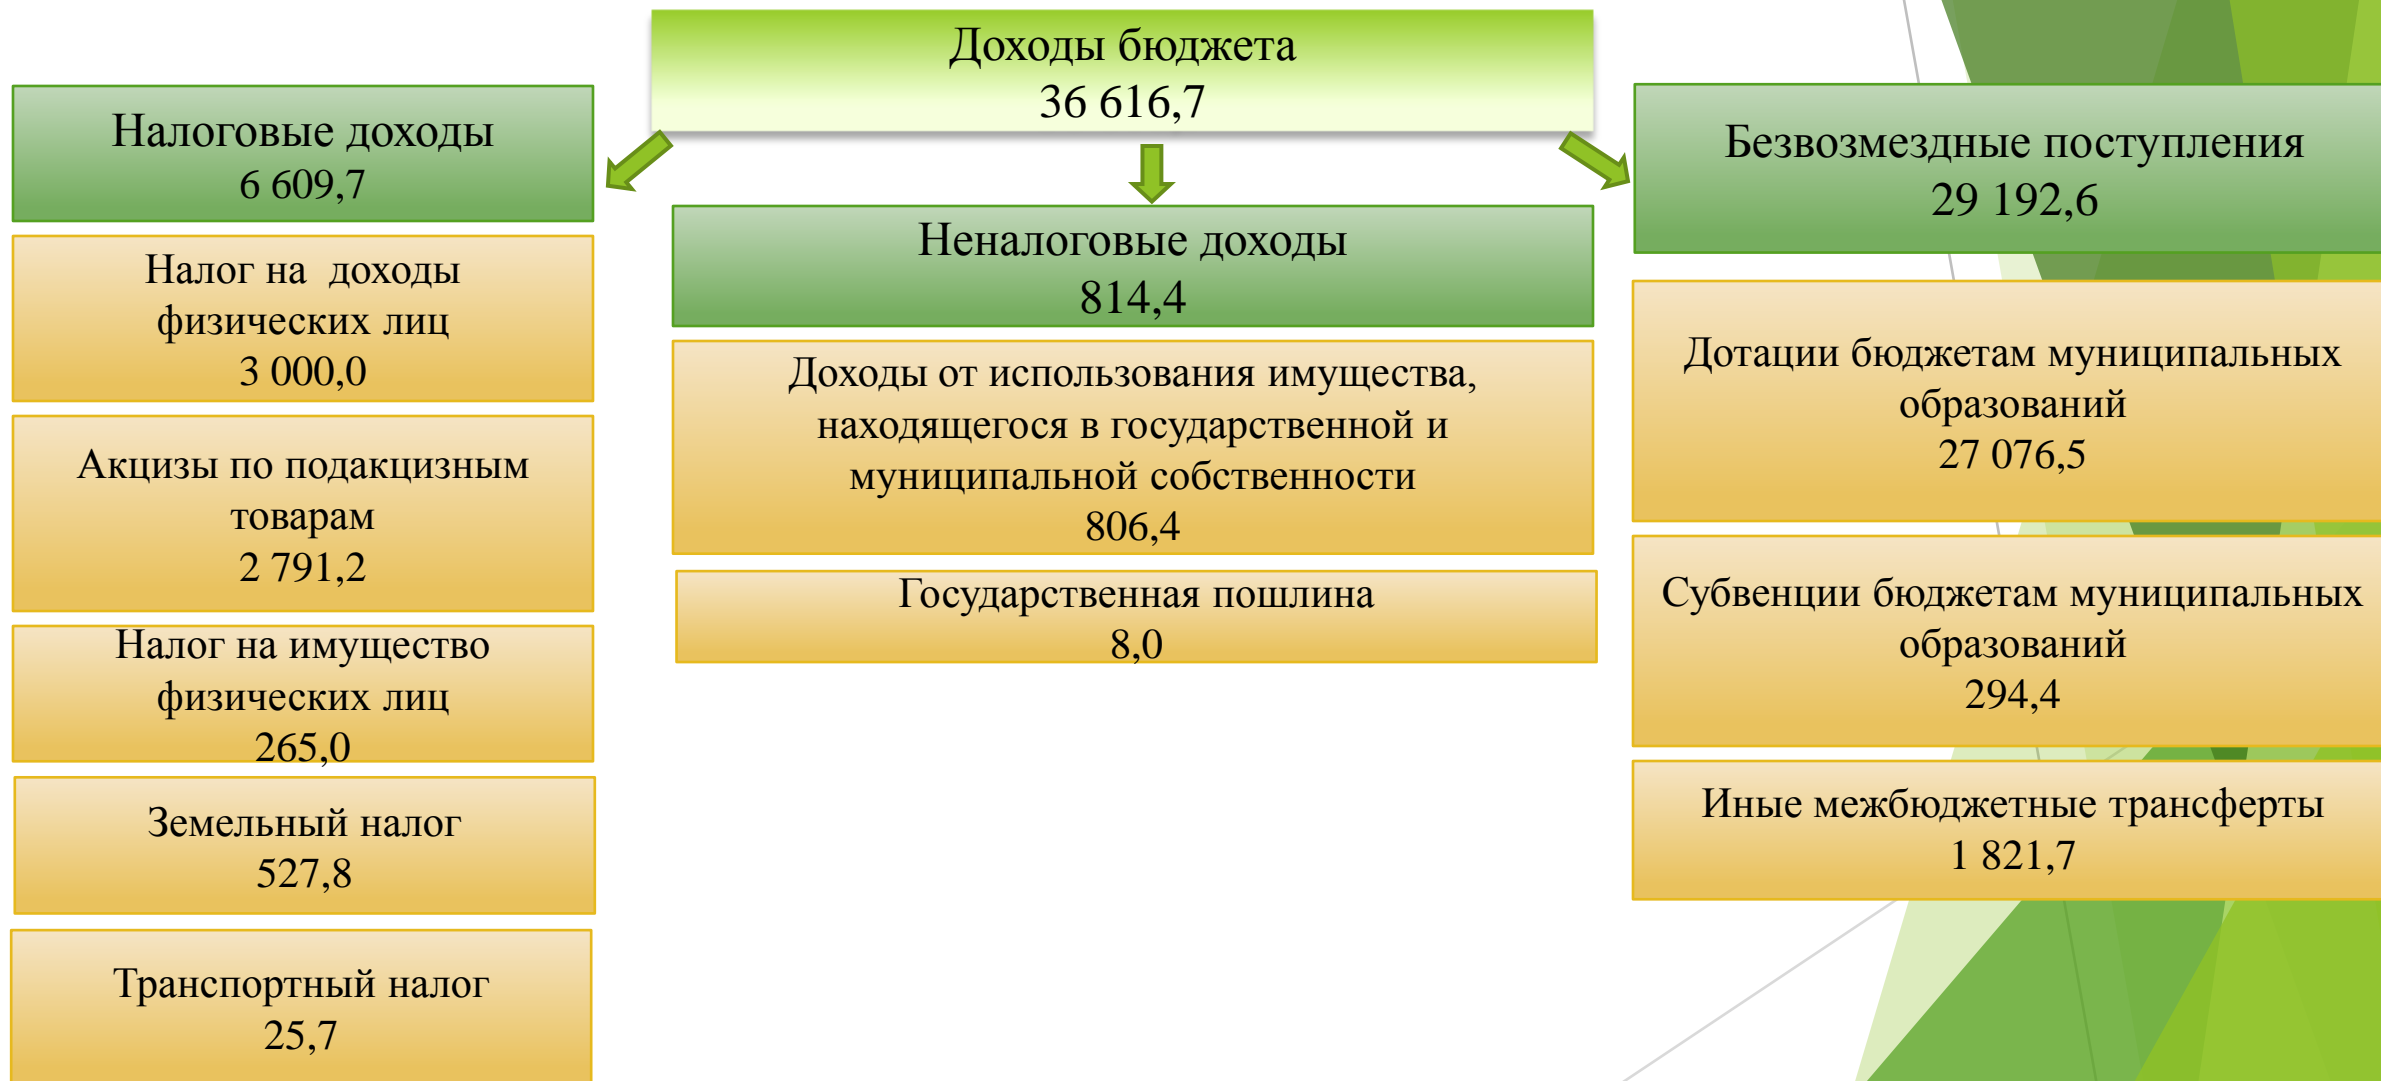 Доходы бюджета
36 616,7
Налоговые доходы
6 609,7
Налог на доходы
физических лиц
3 000,0
Акцизы по подакцизным
товарам
2 791,2
Налог на имущество
физических лиц
265,0
Земельный налог
527,8
Транспортный налог
25,7
Неналоговые доходы
814,4
Доходы от использования имущества,
находящегося в государственной и
муниципальной собственности
806,4
Государственная пошлина
8,0
Безвозмездные поступления
29 192,6
Дотации бюджетам муниципальных
образований
27 076,5
Субвенции бюджетам муниципальных
образований
294,4
Иные межбюджетные трансферты
1 821,7